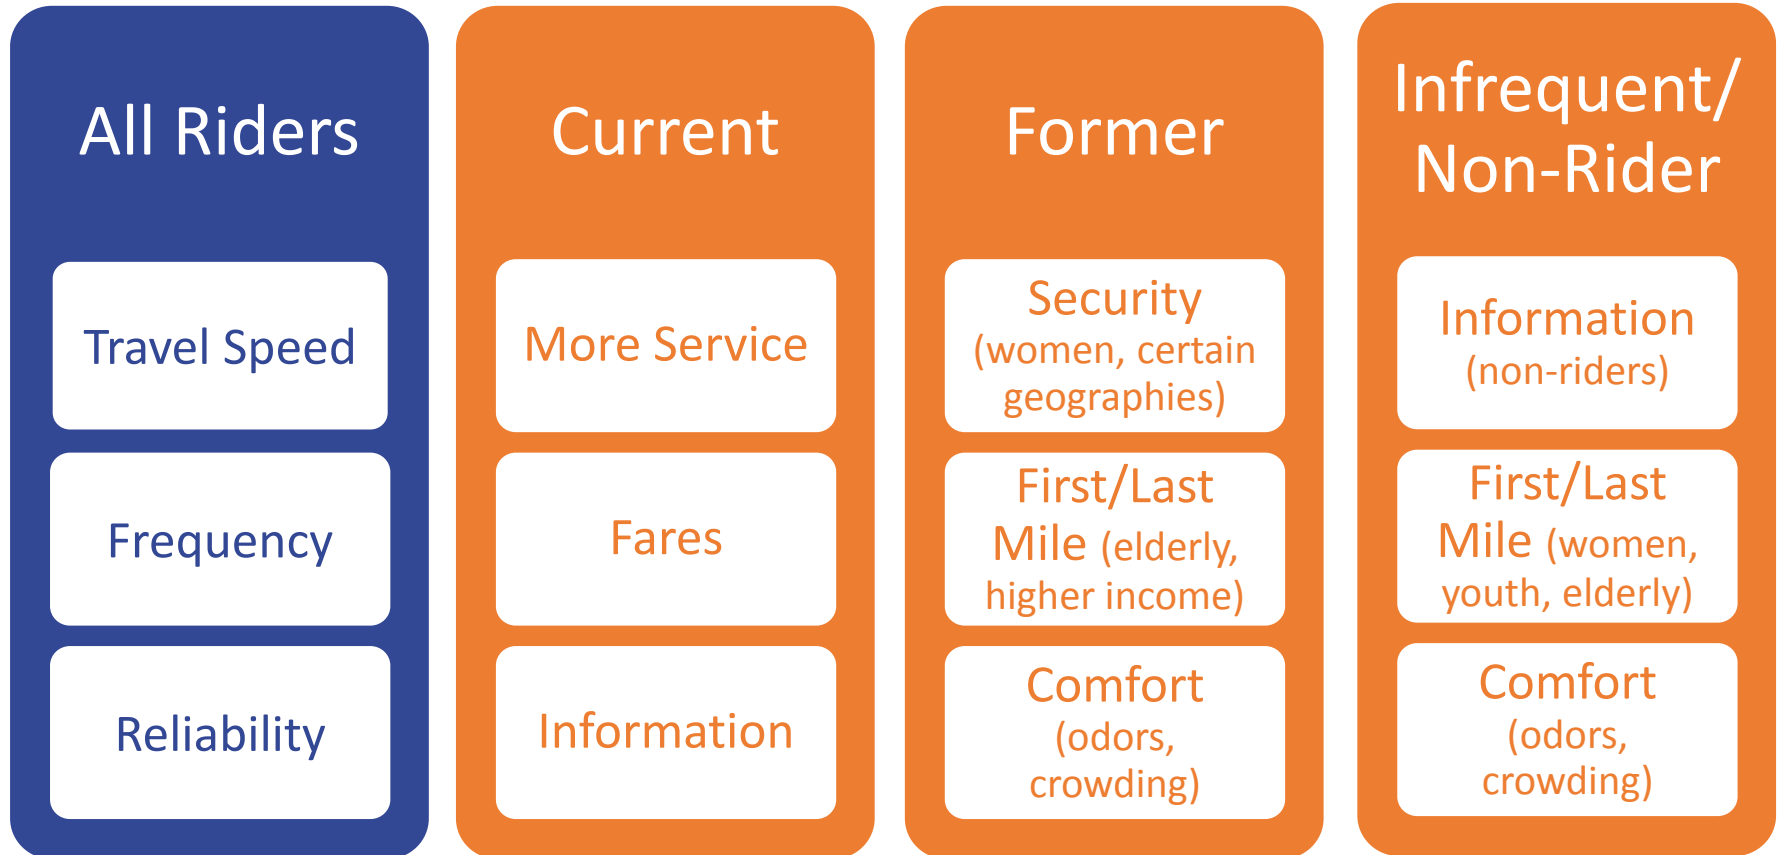 All Riders
Travel Speed
Frequency
Reliability
Current
More Service
Fares
Information
Former
Security
(women, certain
geographies)
First/Last
Mile (elderly,
higher income)
Comfort
(odors,
crowding)
Infrequent/
Non-Rider
Information
(non-riders)
First/Last
Mile (women,
youth, elderly)
Comfort
(odors,
crowding)